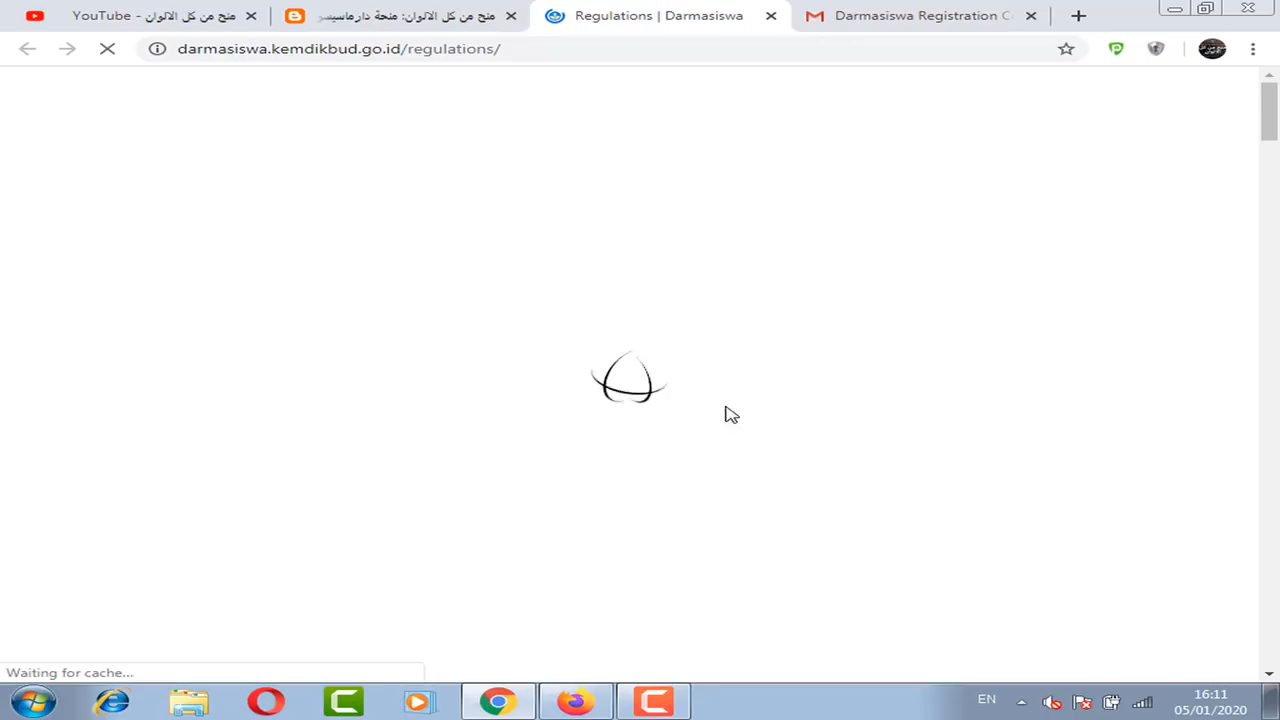 منح من كل الالوان - YouTube
منح من كل الالوان: منحة دارماسيسي
Regulations | Darmasiswa
Darmasiswa Registration C
darmasiswa.kemdikbud.go.id/regulations/
Waiting for cache...
EN
16:11
05/01/2020